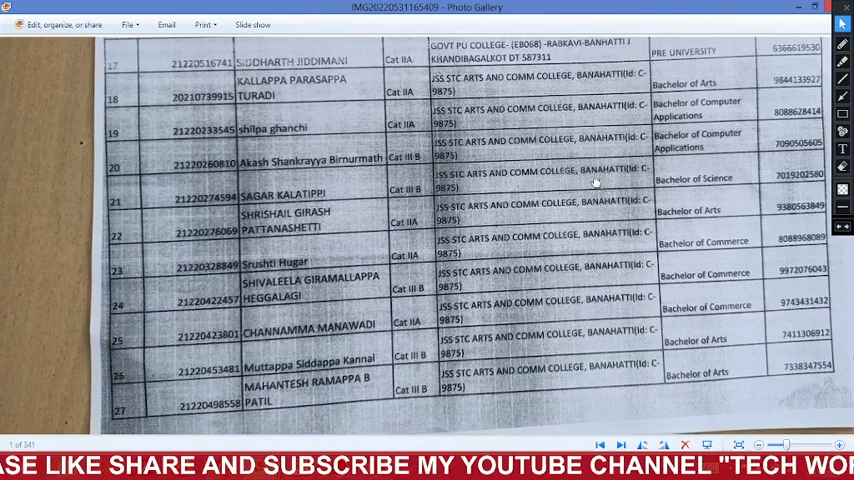 IMG20220531165409 - Photo Gallery
Edit, organize, or share File Email Print Slide show
17 21220516741 SIDDHARTH JIDDIMANI Cat IIA GOVT PU COLLEGE- (EB068) -RABKAVI-BANHATTI J PRE UNIVERSITY 6366619530
KHANDIBAGALKOT DT 587311
18 20210739915 KALLAPPA PARASAPPA Cat IIA JSS STC ARTS AND COMM COLLEGE, BANAHATTI(Id: C- Bachelor of Arts 9844133927
TURADI 9875)
19 21220233545 shilpa ghanchi Cat IIA JSS STC ARTS AND COMM COLLEGE, BANAHATTI(Id: C- Bachelor of Computer 8088628414
9875) Applications
20 21220260810 Akash Shankrayya Birnurmath Cat III B JSS STC ARTS AND COMM COLLEGE, BANAHATTI(Id: C- Bachelor of Computer 7090505605
9875) Applications
21 21220274594 SAGAR KALATIPPI Cat III B JSS STC ARTS AND COMM COLLEGE, BANAHATTI(Id: C- Bachelor of Science 7019202580
9875)
22 21220276069 SHRISHAIL GIRASH Cat IIA JSS STC ARTS AND COMM COLLEGE, BANAHATTI(Id: C- Bachelor of Arts 9380563849
PATTANASHETTI 9875)
23 21220328849 Srushti Hugar Cat IIA JSS STC ARTS AND COMM COLLEGE, BANAHATTI(Id: C- Bachelor of Commerce 8088968089
9875)
24 21220422457 SHIVALEELA GIRAMALLAPPA Cat III B JSS STC ARTS AND COMM COLLEGE, BANAHATTI(Id: C- Bachelor of Commerce 9972076043
HEGGALAGI 9875)
25 21220423801 CHANNAMMA MANAWADI Cat IIA JSS STC ARTS AND COMM COLLEGE, BANAHATTI(Id: C- Bachelor of Commerce 9743431432
9875)
26 21220453481 Muttappa Siddappa Kannal Cat III B JSS STC ARTS AND COMM COLLEGE, BANAHATTI(Id: C- Bachelor of Arts 7411306912
9875)
27 21220498558 MAHANTESH RAMAPPA B Cat III B JSS STC ARTS AND COMM COLLEGE, BANAHATTI(Id: C- Bachelor of Arts 7338347554
PATIL 9875)
1 of 341
ASE LIKE SHARE AND SUBSCRIBE MY YOUTUBE CHANNEL "TECH WOR